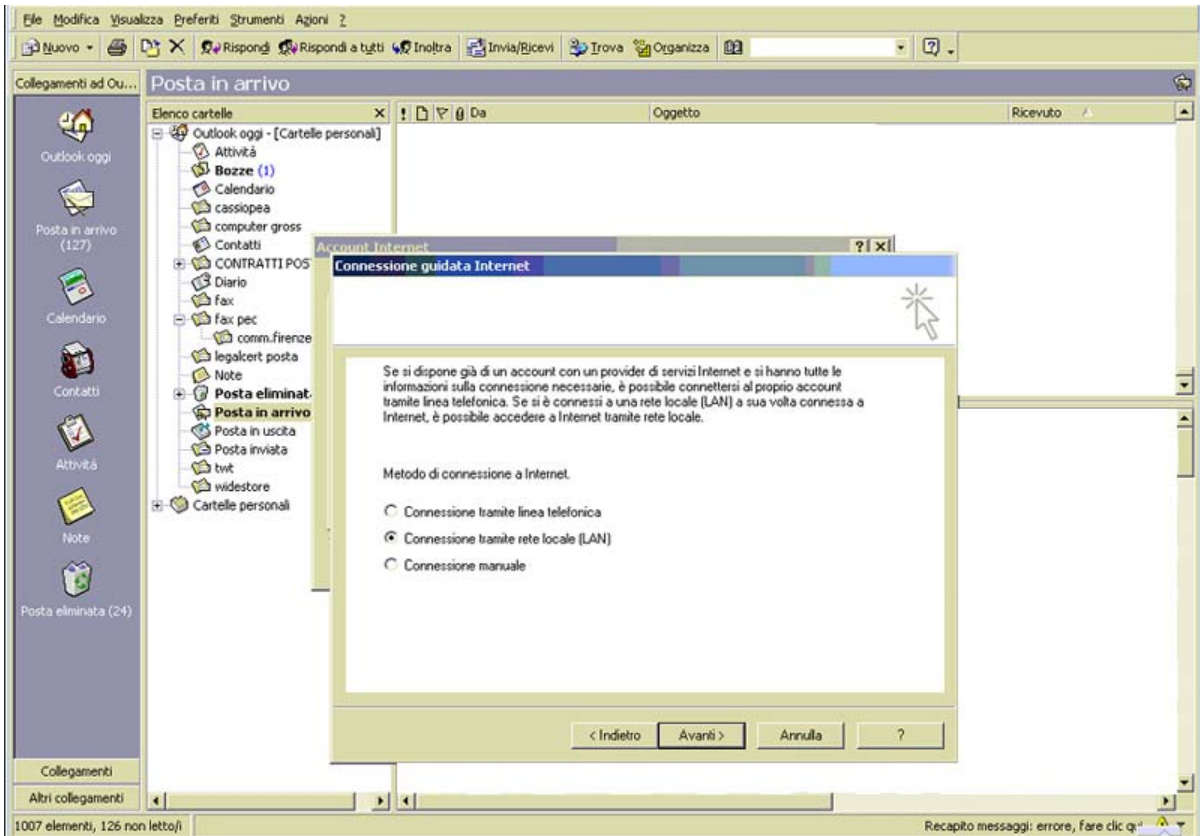 File Modifica Visualizza Preferiti Strumenti Azioni ?
Nuovo Rispondi Rispondi a tutti Inoltra Invia/Ricevi Trova Organizza
Collegamenti ad Ou...
Posta in arrivo
Outlook oggi
Posta in arrivo
(127)
Calendario
Contatti
Attività
Note
Posta eliminata (24)
Collegamenti
Altri collegamenti
Elenco cartelle
Outlook oggi - [Cartelle personali]
Attività
Bozze (1)
Calendario
cassiopea
computer gross
Contatti
CONTRATTI POS
Diario
fax
fax pec
comm.firenze
legalcert posta
Note
Posta eliminat
Posta in arrivo
Posta in uscita
Posta inviata
twt
widestore
Cartelle personali
Da Oggetto Ricevuto
Account Internet
Connessione guidata Internet
Se si dispone già di un account con un provider di servizi Internet e si hanno tutte le
informazioni sulla connessione necessarie, è possibile connettersi al proprio account
tramite linea telefonica. Se si è connessi a una rete locale (LAN) a sua volta connessa a
Internet, è possibile accedere a Internet tramite rete locale.
Metodo di connessione a Internet.
Connessione tramite linea telefonica
Connessione tramite rete locale (LAN)
Connessione manuale
< Indietro Avanti > Annulla ?
1007 elementi, 126 non letto/i
Recapito messaggi: errore, fare clic qui